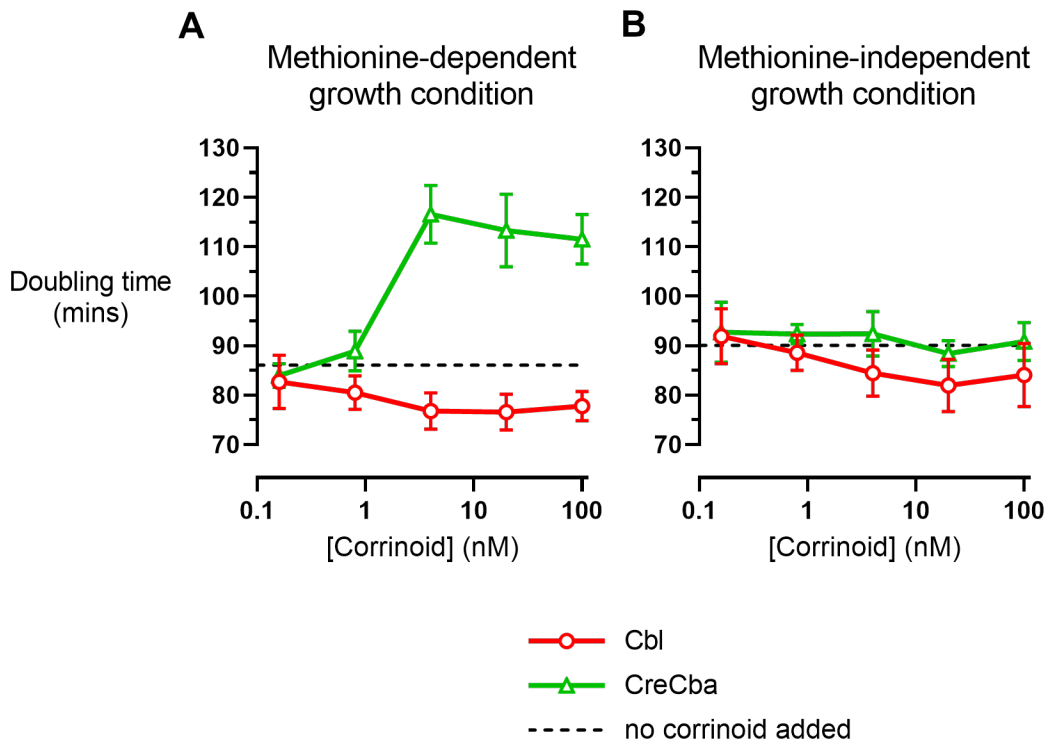 A
Methionine-dependent
growth condition
B
Methionine-independent
growth condition
Doubling time
(mins)
130
120
110
100
90
80
70
0.1 1 10 100
[Corrinoid] (nM)
130
120
110
100
90
80
70
0.1 1 10 100
[Corrinoid] (nM)
Cbl
CreCba
no corrinoid added